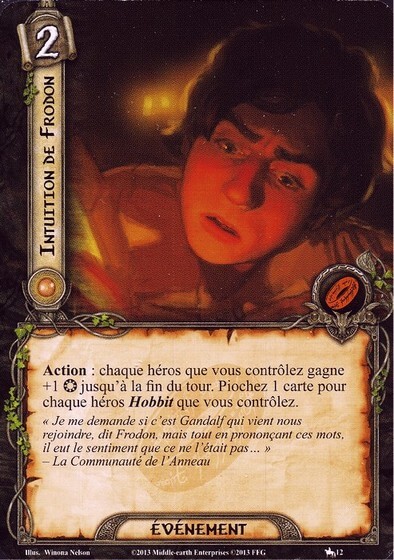 2
INTUITION DE FRODON
Action : chaque héros que vous contrôlez gagne
+1 jusqu'à la fin du tour. Piochez 1 carte pour
chaque héros Hobbit que vous contrôlez.
« Je me demande si c'est Gandalf qui vient nous
rejoindre, dit Frodon, mais tout en prononçant ces mots,
il eut le sentiment que ce ne l'était pas… »
– La Communauté de l'Anneau
ÉVÉNEMENT
Illus. Winona Nelson ©2013 Middle-earth Enterprises ©2013 FFG 12